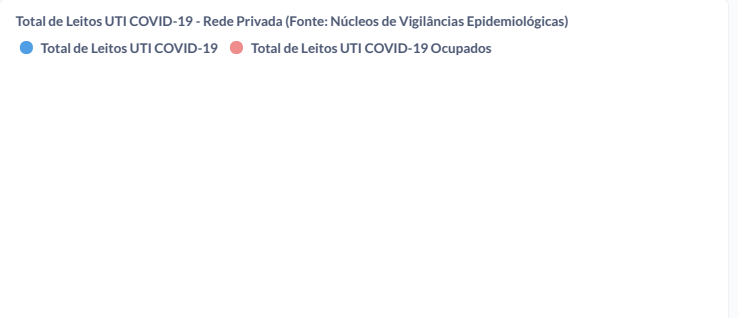 Total de Leitos UTI COVID-19 - Rede Privada (Fonte: Núcleos de Vigilâncias Epidemiológicas)
Total de Leitos UTI COVID-19 Total de Leitos UTI COVID-19 Ocupados